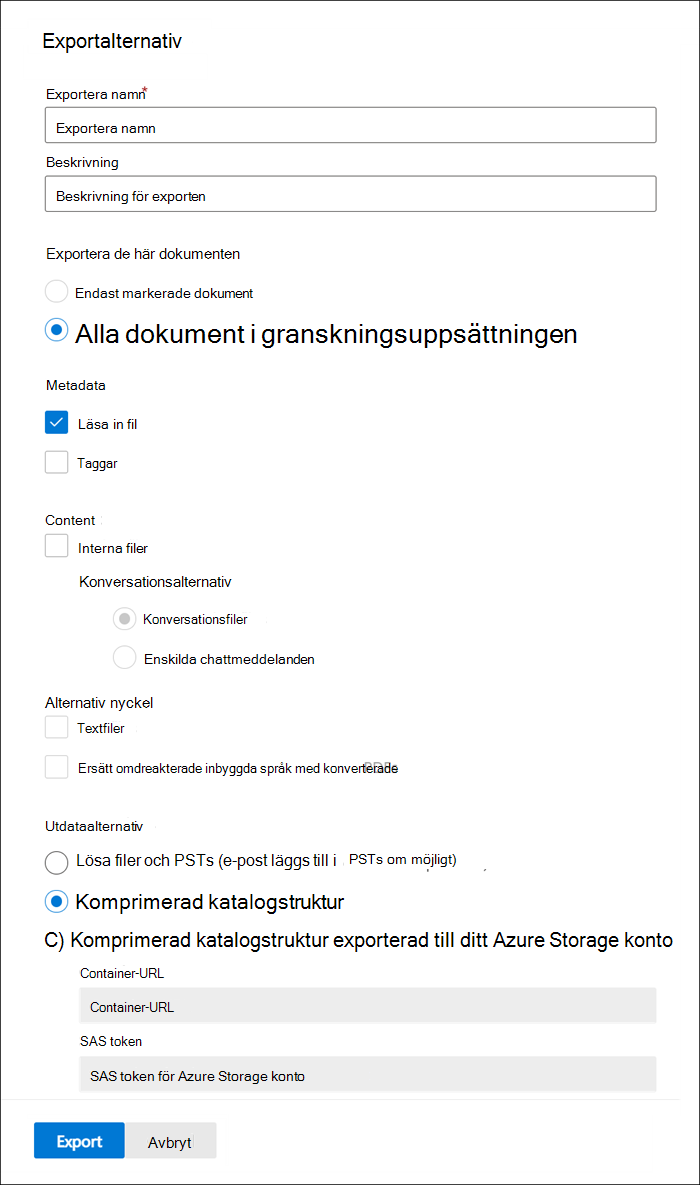 Exportalternativ
Exportera namn*
Exportera namn
Beskrivning
Beskrivning för exporten
Exportera de här dokumenten
Endast markerade dokument
Alla dokument i granskningsuppsättningen
Metadata
Läsa in fil
Taggar
Content
Interna filer
Konversationsalternativ
Konversationsfiler
Enskilda chattmeddelanden
Alternativ nyckel
Textfiler
Ersätt omdreakterade inbyggda språk med konverterade
Utdataalternativ
Lösa filer och PSTs (e-post läggs till i PSTs om möjligt)
Komprimerad katalogstruktur
C) Komprimerad katalogstruktur exporterad till ditt Azure Storage konto
Container-URL
Container-URL
SAS token
SAS token för Azure Storage konto
Export Avbryt